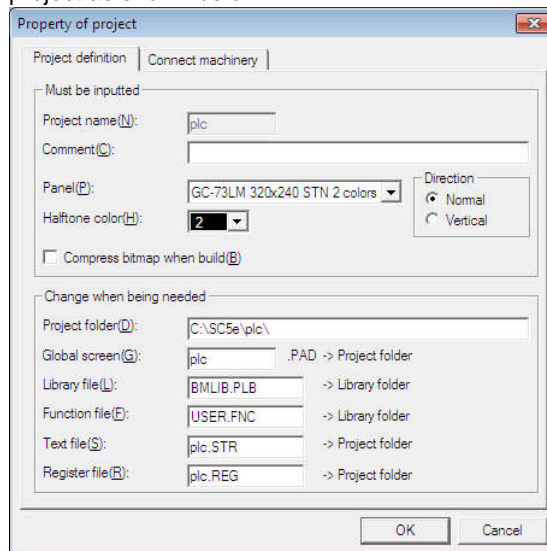 Property of project
Project definition Connect machinery
Must be inputted
Project name(N): plc
Comment(C):
Panel(P): GC-73LM 320x240 STN 2 colors
Direction
Normal
Halftone color(H): 2 Vertical
Compress bitmap when build(B)
Change when being needed
Project folder(D): C:\SC5e\plc\
Global screen(G): plc .PAD -> Project folder
Library file(L): BMLIB.PLB -> Library folder
Function file(F): USER.FNC -> Library folder
Text file(S): plc.STR -> Project folder
Register file(R): plc.REG -> Project folder
OK Cancel